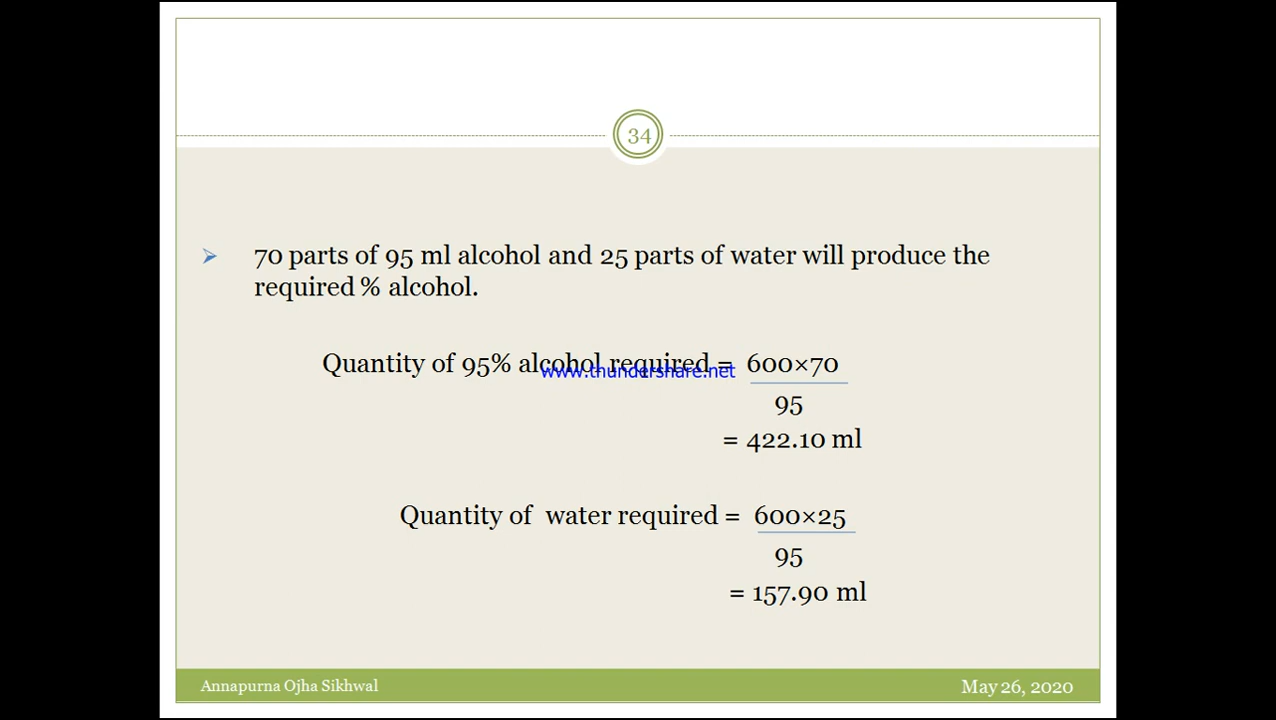 34
70 parts of 95 ml alcohol and 25 parts of water will produce the
required % alcohol.
Quantity of 95% alcohol required = 600×70
www.thundershare.net
95
= 422.10 ml
Quantity of water required = 600×25
95
= 157.90 ml
Annapurna Ojha Sikhwal
May 26, 2020